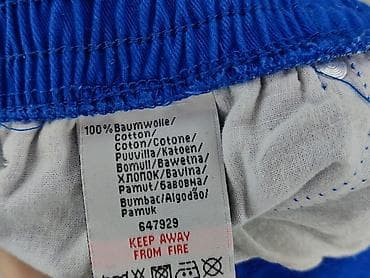 100% Baumwolle/
Cotton/
Coton/Cotone/
Puuvilla/Katoen/
Bomull/Bawełna/
ХЛОПОК/Bavlna/
Pamut/бавовна/
Bumbac/Algodão/
Pamuk
647929
KEEP AWAY
FROM FIRE